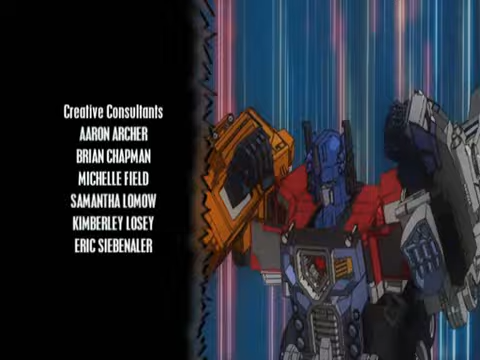 Creative Consultants
AARON ARCHER
BRIAN CHAPMAN
MICHELLE FIELD
SAMANTHA LOMOW
KIMBERLEY LOSEY
ERIC SIEBENALER